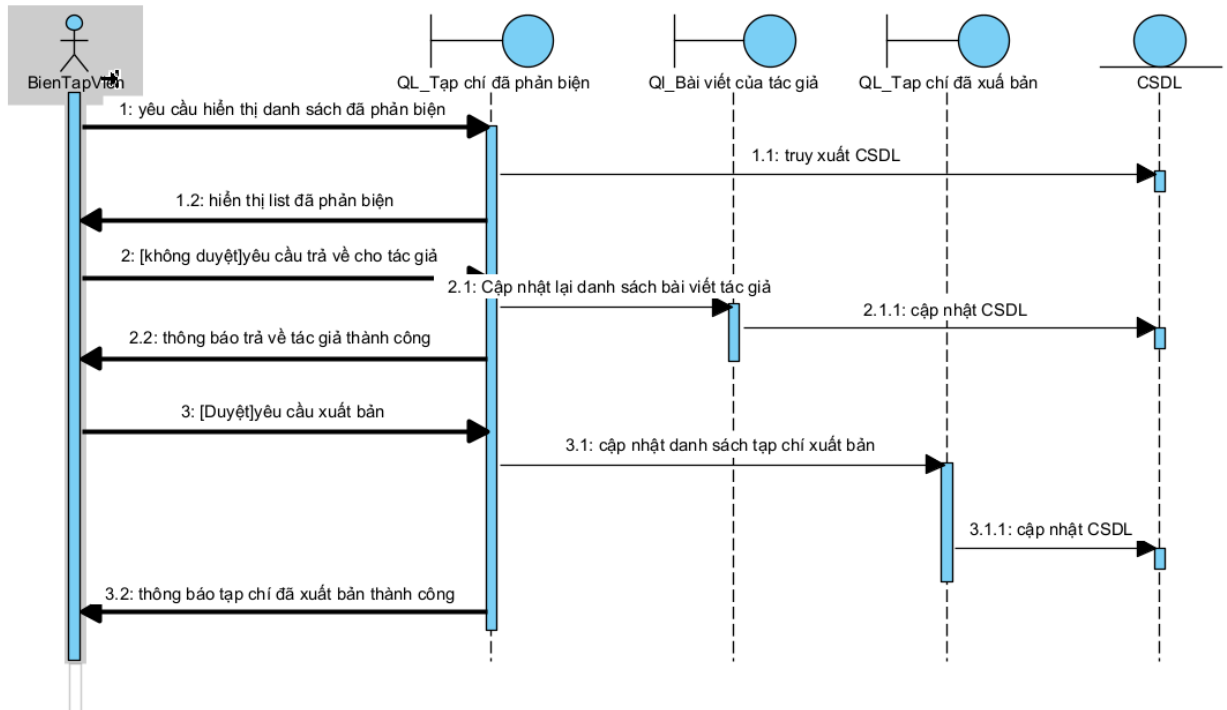 BienTapVien
QL_Tạp chí đã phản biện
Ql_Bài viết của tác giả
QL_Tap chí đã xuấ bản
CSDL
1: yêu cầu hiển thị danh sách đã phản biện
1.1: truy xuất CSDL
1.2: hiển thị list đã phản biện
2: [không duyệt]yêu cầu trả về cho tác giả
2.1: Cập nhật lại danh sách bài viết tác giả
2.1.1: cập nhật CSDL
2.2: thông báo trả về tác giả thành công
3: [Duyệt]yêu cầu xuất bản
3.1: cập nhật danh sách tạp chí xuất bản
3.1.1: cập nhật CSDL
3.2: thông báo tạp chí đã xuất bản thành công